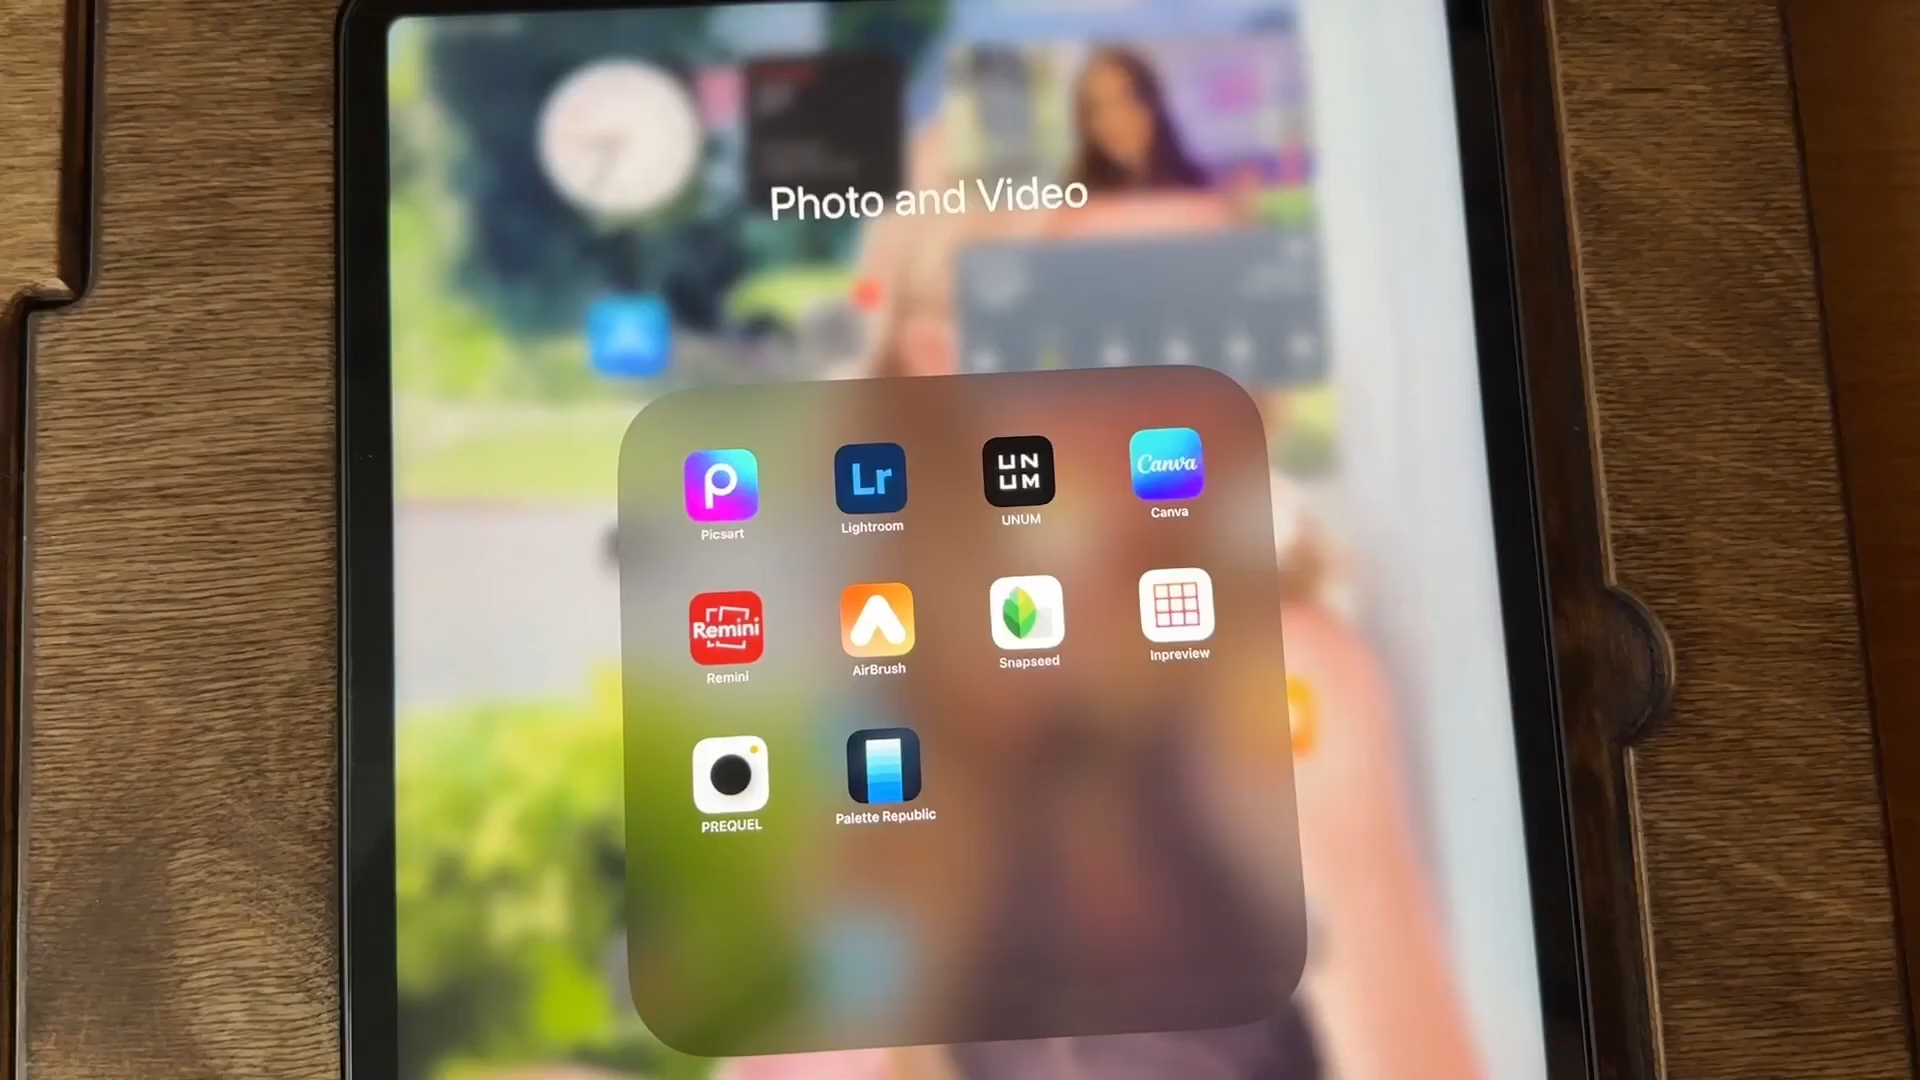 Photo and Video
P
Lr
UN
UM
Canva
Picsart
Lightroom
UNUM
Canva
Remini
Remini
AirBrush
Snapseed
Inpreview
PREQUEL
Palette Republic